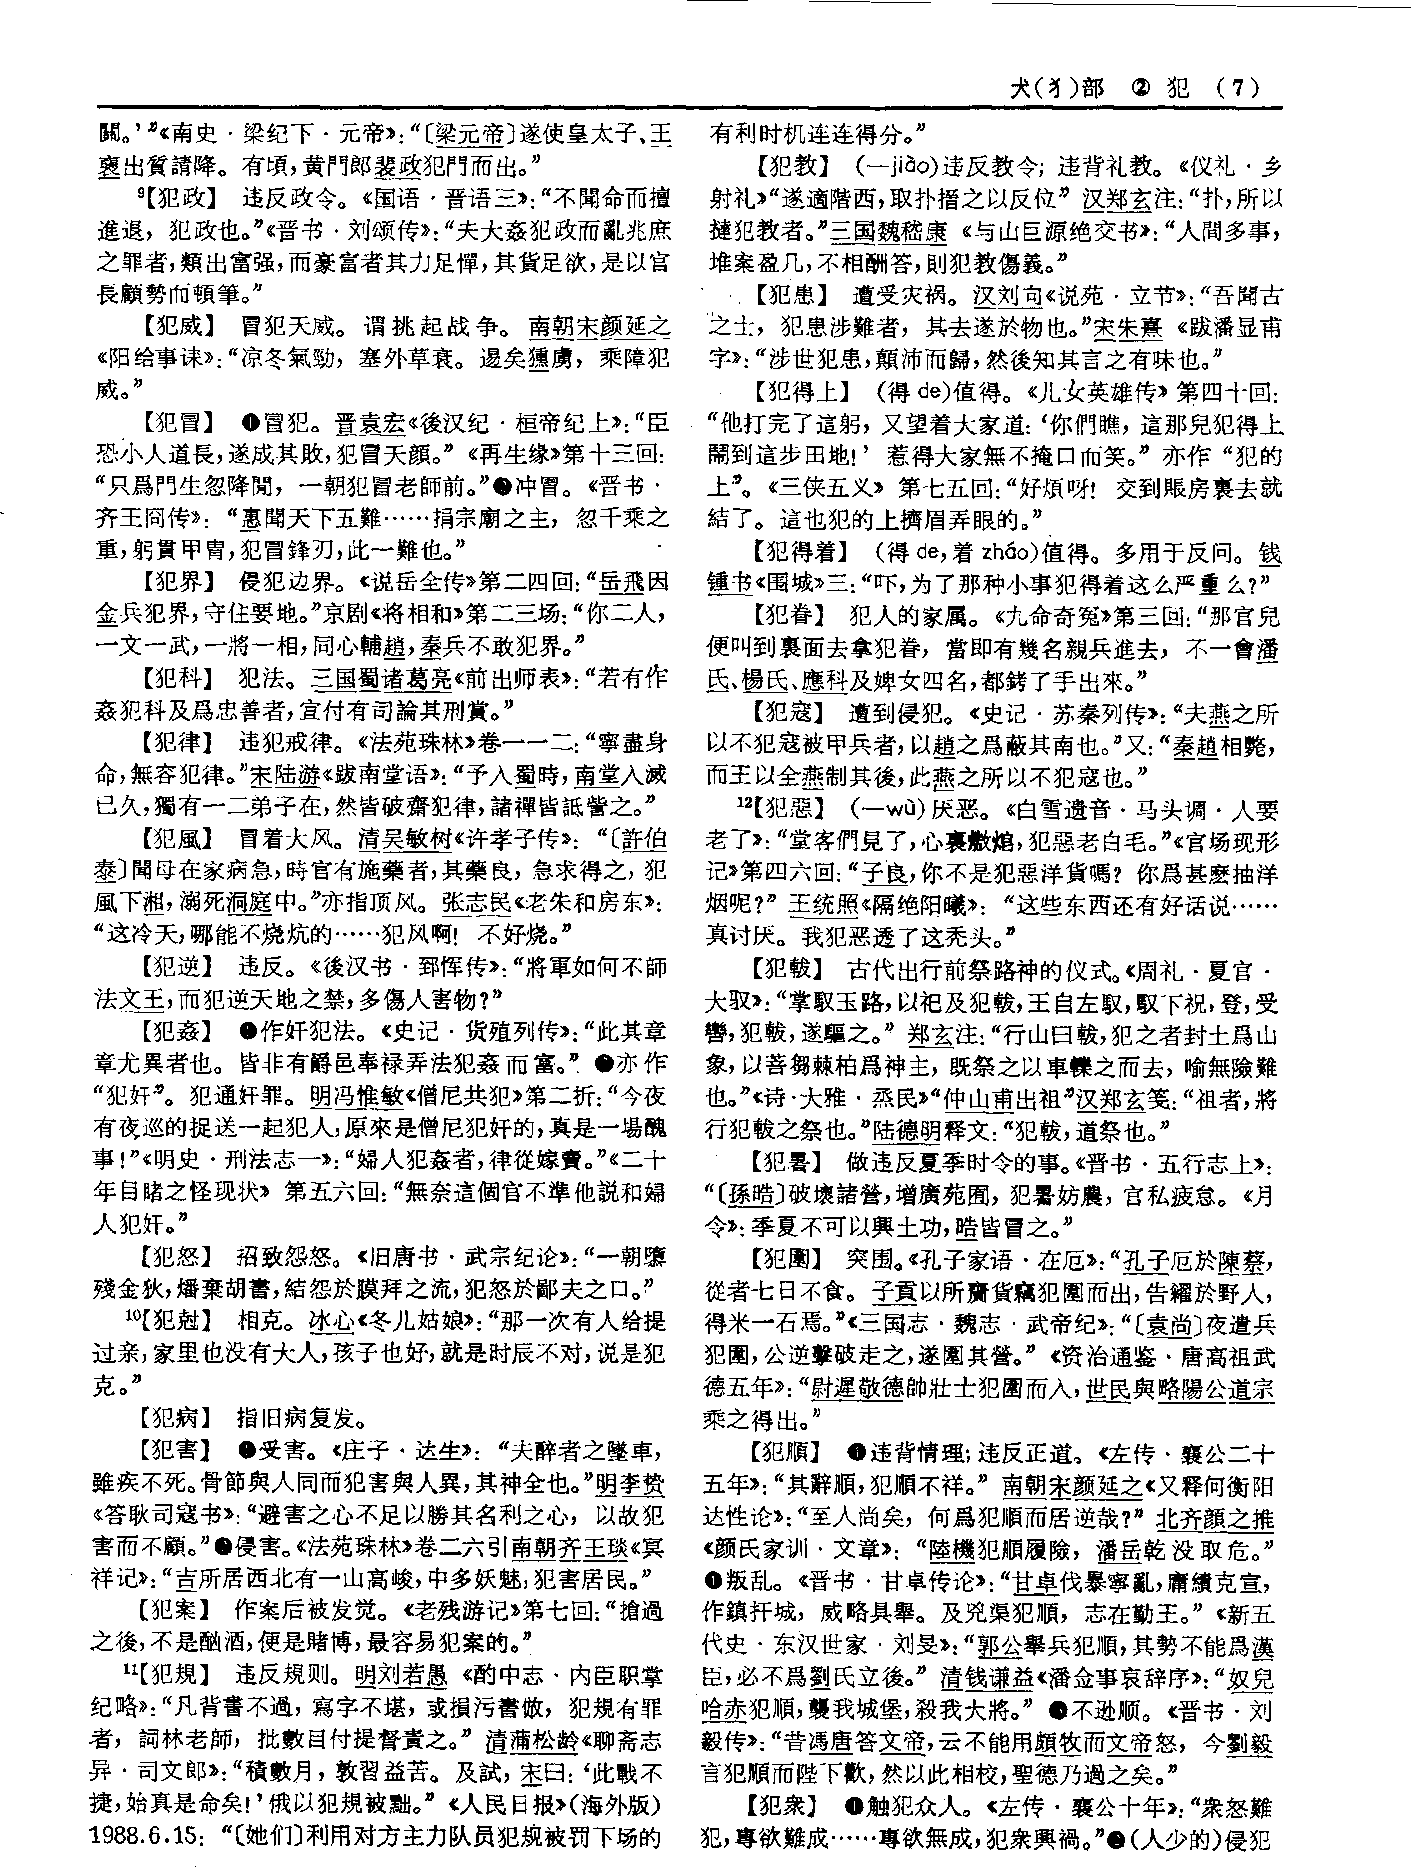 犬(犭)部 ② 犯 (7)
關。’”《南史·梁纪下·元帝》：“〔梁元帝〕遂使皇太子、王
褒出質請降。有頃，黄門郎裴政犯門而出。”
⁹【犯政】 违反政令。《国语·晋语三》：“不聞命而擅
進退，犯政也。”《晋书·刘颂传》：“夫大姦犯政而亂兆庶
之罪者，類出富强，而豪富者其力足憚，其貨足欲，是以官
長顧勢而頓筆。”
【犯威】 冒犯天威。谓挑起战争。南朝宋颜延之
《阳给事诔》：“凉冬氣勁，塞外草衰。逷矣獯虜，乘障犯
威。”
【犯冒】 ❶冒犯。晋袁宏《後汉纪·桓帝纪上》：“臣
恐小人道長，遂成其敗，犯冒天顔。”《再生缘》第十三回：
“只爲門生忽降閲，一朝犯冒老師前。”❷冲冒。《晋书·
齐王冏传》：“惠聞天下五難……捐宗廟之主，忽千乘之
重，躬貫甲冑，犯冒鋒刃，此一難也。”
【犯界】 侵犯边界。《说岳全传》第二四回：“岳飛因
金兵犯界，守住要地。”京剧《将相和》第二三场：“你二人，
一文一武，一將一相，同心輔趙，秦兵不敢犯界。”
【犯科】 犯法。三国蜀诸葛亮《前出师表》：“若有作
姦犯科及爲忠善者，宜付有司論其刑賞。”
【犯律】 违犯戒律。《法苑珠林》卷一一二：“寧盡身
命，無容犯律。”宋陆游《跋南堂语》：“予入蜀時，南堂入滅
已久，獨有一二弟子在，然皆破齋犯律，諸禪皆詆訾之。”
【犯風】 冒着大风。清吴敏树《许孝子传》：“〔許伯
泰〕聞母在家病急，時官有施藥者，其藥良，急求得之，犯
風下湘，溺死洞庭中。”亦指顶风。张志民《老朱和房东》：
“这冷天，哪能不烧炕的……犯风啊！不好烧。”
【犯逆】 违反。《後汉书·郅恽传》：“將軍如何不師
法文王，而犯逆天地之禁，多傷人害物？”
【犯姦】 ❶作奸犯法。《史记·货殖列传》：“此其章
章尤異者也。皆非有爵邑奉禄弄法犯姦而富。”❷亦作
“犯奸”。犯通奸罪。明冯惟敏《僧尼共犯》第二折：“今夜
有夜巡的捉送一起犯人，原來是僧尼犯奸的，真是一場醜
事！”《明史·刑法志一》：“婦人犯姦者，律從嫁賣。”《二十
年目睹之怪现状》第五六回：“無奈這個官不準他説和婦
人犯奸。”
【犯怒】 招致怨怒。《旧唐书·武宗纪论》：“一朝隳
殘金狄，燔棄胡書，結怨於膜拜之流，犯怒於鄙夫之口。”
¹⁰【犯尅】 相克。冰心《冬儿姑娘》：“那一次有人给提
过亲，家里也没有大人，孩子也好，就是时辰不对，说是犯
克。”
【犯病】 指旧病复发。
【犯害】 ❶受害。《庄子·达生》：“夫醉者之墜車，
雖疾不死。骨節與人同而犯害與人異，其神全也。”明李贽
《答耿司寇书》：“避害之心不足以勝其名利之心，以故犯
害而不顧。”❷侵害。《法苑珠林》卷二六引南朝齐王琰《冥
祥记》：“吉所居西北有一山高峻，中多妖魅，犯害居民。”
【犯案】 作案后被发觉。《老残游记》第七回：“搶過
之後，不是酗酒，便是賭博，最容易犯案的。”
¹¹【犯規】 违反规则。明刘若愚《酌中志·内臣职掌
纪略》：“凡背書不過，寫字不堪，或損污書倣，犯規有罪
者，詞林老師，批數目付提督責之。”清蒲松龄《聊斋志
异·司文郎》：“積數月，敦習益苦。及試，宋曰：‘此戰不
捷，始真是命矣！’俄以犯規被黜。”《人民日报》（海外版）
1988.6.15：“〔她们〕利用对方主力队员犯规被罚下场的
有利时机连连得分。”
【犯教】 （—jiào）违反教令；违背礼教。《仪礼·乡
射礼》“遂適階西，取扑搢之以反位”汉郑玄注：“扑，所以
撻犯教者。”三国魏嵇康《与山巨源绝交书》：“人間多事，
堆案盈几，不相酬答，則犯教傷義。”
【犯患】 遭受灾祸。汉刘向《说苑·立节》：“吾聞古
之士，犯患涉難者，其去遂於物也。”宋朱熹《跋潘显甫
字》：“涉世犯患，顛沛而歸，然後知其言之有味也。”
【犯得上】 （得 de）值得。《儿女英雄传》第四十回：
“他打完了這躬，又望着大家道：‘你們瞧，這那兒犯得上
鬧到這步田地！’惹得大家無不掩口而笑。”亦作“犯的
上”。《三侠五义》第七五回：“好煩呀！交到賬房裏去就
結了。這也犯的上擠眉弄眼的。”
【犯得着】 （得 de，着 zháo）值得。多用于反问。钱
锺书《围城》三：“吓，为了那种小事犯得着这么严重么？”
【犯眷】 犯人的家属。《九命奇冤》第三回：“那官兒
便叫到裏面去拿犯眷，當即有幾名親兵進去，不一會潘
氏、楊氏、應科及婢女四名，都銬了手出來。”
【犯寇】 遭到侵犯。《史记·苏秦列传》：“夫燕之所
以不犯寇被甲兵者，以趙之爲蔽其南也。”又：“秦趙相斃，
而王以全燕制其後，此燕之所以不犯寇也。”
¹²【犯惡】 （—wù）厌恶。《白雪遗音·马头调·人要
老了》：“堂客們見了，心裏㷫㷄，犯惡老白毛。”《官场现形
记》第四六回：“子良，你不是犯惡洋貨嗎？你爲甚麽抽洋
烟呢？”王统照《隔绝阳曦》：“这些东西还有好话说……
真讨厌。我犯恶透了这秃头。”
【犯軷】 古代出行前祭路神的仪式。《周礼·夏官·
大驭》：“掌馭玉路，以祀及犯軷，王自左馭，馭下祝，登，受
轡，犯軷，遂驅之。”郑玄注：“行山曰軷，犯之者封土爲山
象，以菩芻棘柏爲神主，既祭之以車轢之而去，喻無險難
也。”《诗·大雅·烝民》“仲山甫出祖”汉郑玄笺：“祖者，將
行犯軷之祭也。”陆德明释文：“犯軷，道祭也。”
【犯暑】 做违反夏季时令的事。《晋书·五行志上》：
“〔孫皓〕破壞諸營，增廣苑囿，犯暑妨農，官私疲怠。《月
令》：季夏不可以興土功，皓皆冒之。”
【犯圍】 突围。《孔子家语·在厄》：“孔子厄於陳蔡，
從者七日不食。子貢以所齎貨竊犯圍而出，告糴於野人，
得米一石焉。”《三国志·魏志·武帝纪》：“〔袁尚〕夜遣兵
犯圍，公逆擊破走之，遂圍其營。”《资治通鉴·唐高祖武
德五年》：“尉遲敬德帥壯士犯圍而入，世民與略陽公道宗
乘之得出。”
【犯順】 ❶违背情理；违反正道。《左传·襄公二十
五年》：“其辭順，犯順不祥。”南朝宋颜延之《又释何衡阳
达性论》：“至人尚矣，何爲犯順而居逆哉？”北齐顔之推
《颜氏家训·文章》：“陸機犯順履險，潘岳乾没取危。”
❷叛乱。《晋书·甘卓传论》：“甘卓伐暴寧亂，庸績克宣，
作鎮扞城，威略具舉。及兇渠犯順，志在勤王。”《新五
代史·东汉世家·刘旻》：“郭公舉兵犯順，其勢不能爲漢
臣，必不爲劉氏立後。”清钱谦益《潘佥事哀辞序》：“奴兒
哈赤犯順，襲我城堡，殺我大將。”❸不逊顺。《晋书·刘
毅传》：“昔馮唐答文帝，云不能用頗牧而文帝怒，今劉毅
言犯順而陛下歡，然以此相校，聖德乃過之矣。”
【犯衆】 ❶触犯众人。《左传·襄公十年》：“衆怒難
犯，專欲難成……專欲無成，犯衆興禍。”❷（人少的）侵犯